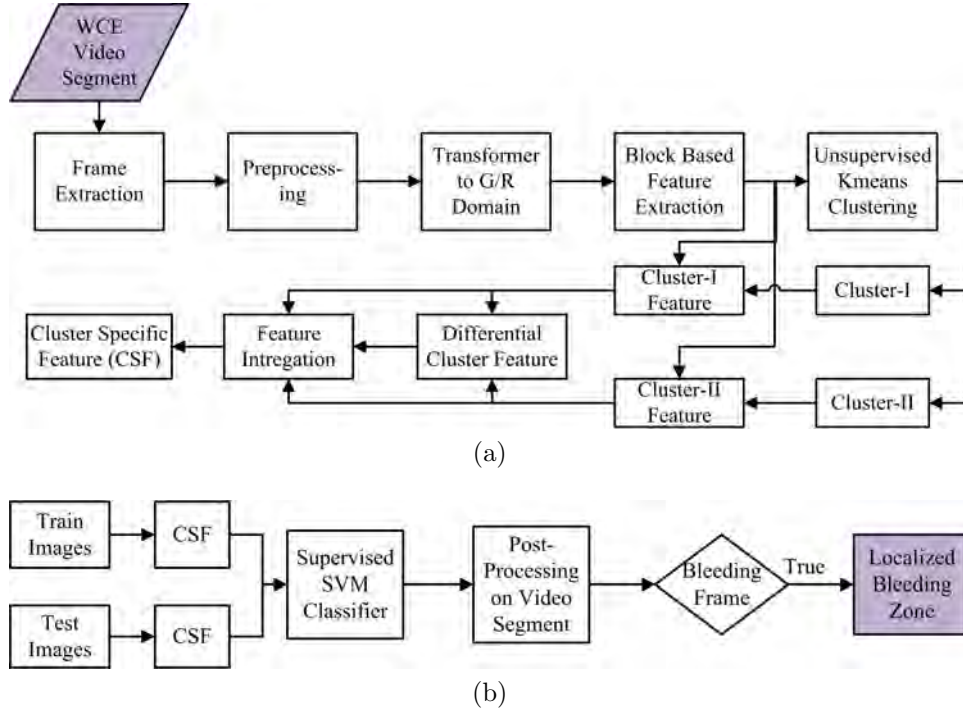 WCE
Video
Segment
Frame
Extraction
Preprocess-
ing
Transformer
to G/R
Domain
Block Based
Feature
Extraction
Unsupervised
Kmeans
Clustering
Cluster-I
Feature
Cluster-I
Cluster Specific
Feature (CSF)
Feature
Intregation
Differential
Cluster Feature
Cluster-II
Feature
Cluster-II
(a)
Train
Images
CSF
Test
Images
CSF
Supervised
SVM
Classifier
Post-
Processing
on Video
Segment
Bleeding
Frame
True
Localized
Bleeding
Zone
(b)